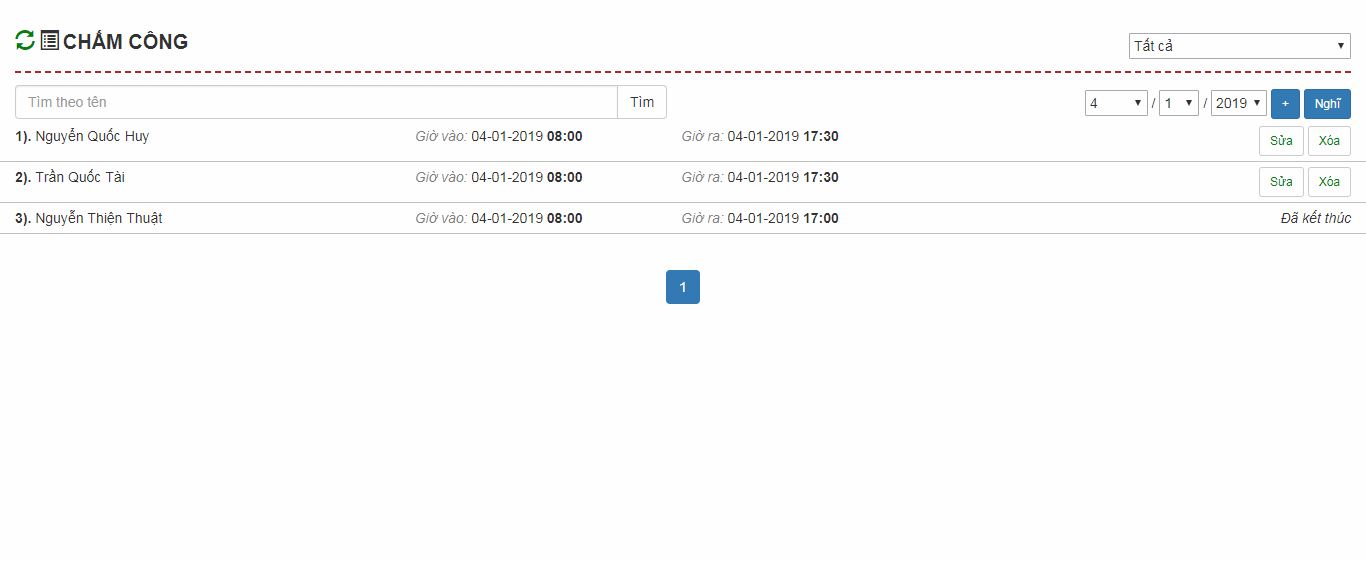 CHẤM CÔNG
Tất cả
Tìm theo tên Tìm
4 / 1 / 2019 + Nghĩ
1). Nguyển Quốc Huy Giờ vào: 04-01-2019 08:00 Giờ ra: 04-01-2019 17:30 Sửa Xóa
2). Trần Quốc Tài Giờ vào: 04-01-2019 08:00 Giờ ra: 04-01-2019 17:30 Sửa Xóa
3). Nguyễn Thiện Thuật Giờ vào: 04-01-2019 08:00 Giờ ra: 04-01-2019 17:00 Đã kết thúc
1